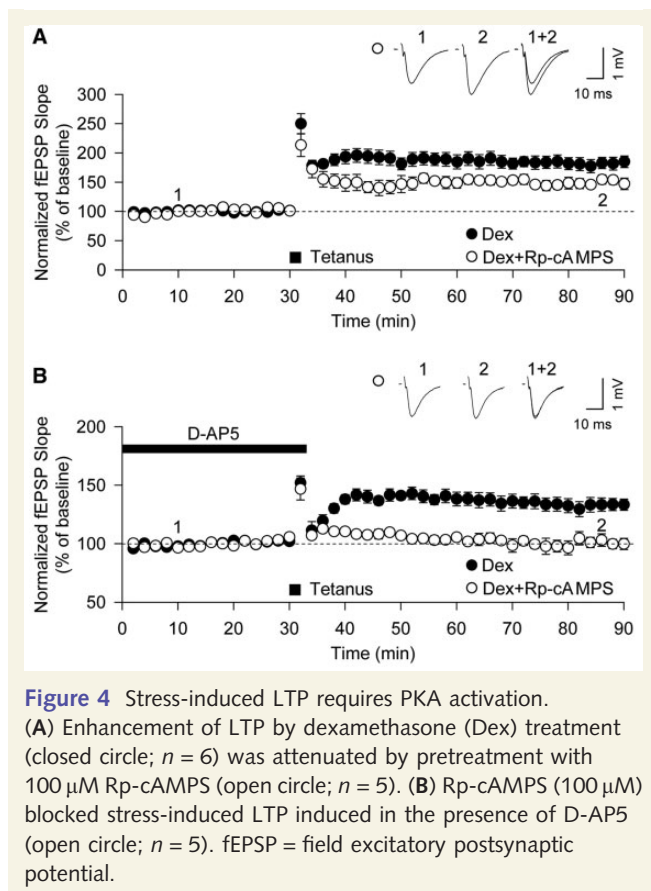 A
1 2 1+2
1 mV
10 ms
Normalized fEPSP Slope
(% of baseline)
300
250
200
150
100
50
0
1
2
Dex
Tetanus
Dex+Rp-cAMPS
0 10 20 30 40 50 60 70 80 90
Time (min)
B
1 2 1+2
1 mV
10 ms
Normalized fEPSP Slope
(% of baseline)
200
150
100
50
D-AP5
1
2
Dex
Tetanus
Dex+Rp-cAMPS
0 10 20 30 40 50 60 70 80 90
Time (min)
Figure 4 Stress-induced LTP requires PKA activation.
(A) Enhancement of LTP by dexamethasone (Dex) treatment
(closed circle; n = 6) was attenuated by pretreatment with
100 μM Rp-cAMPS (open circle; n = 5). (B) Rp-cAMPS (100 μM)
blocked stress-induced LTP induced in the presence of D-AP5
(open circle; n = 5). fEPSP = field excitatory postsynaptic
potential.